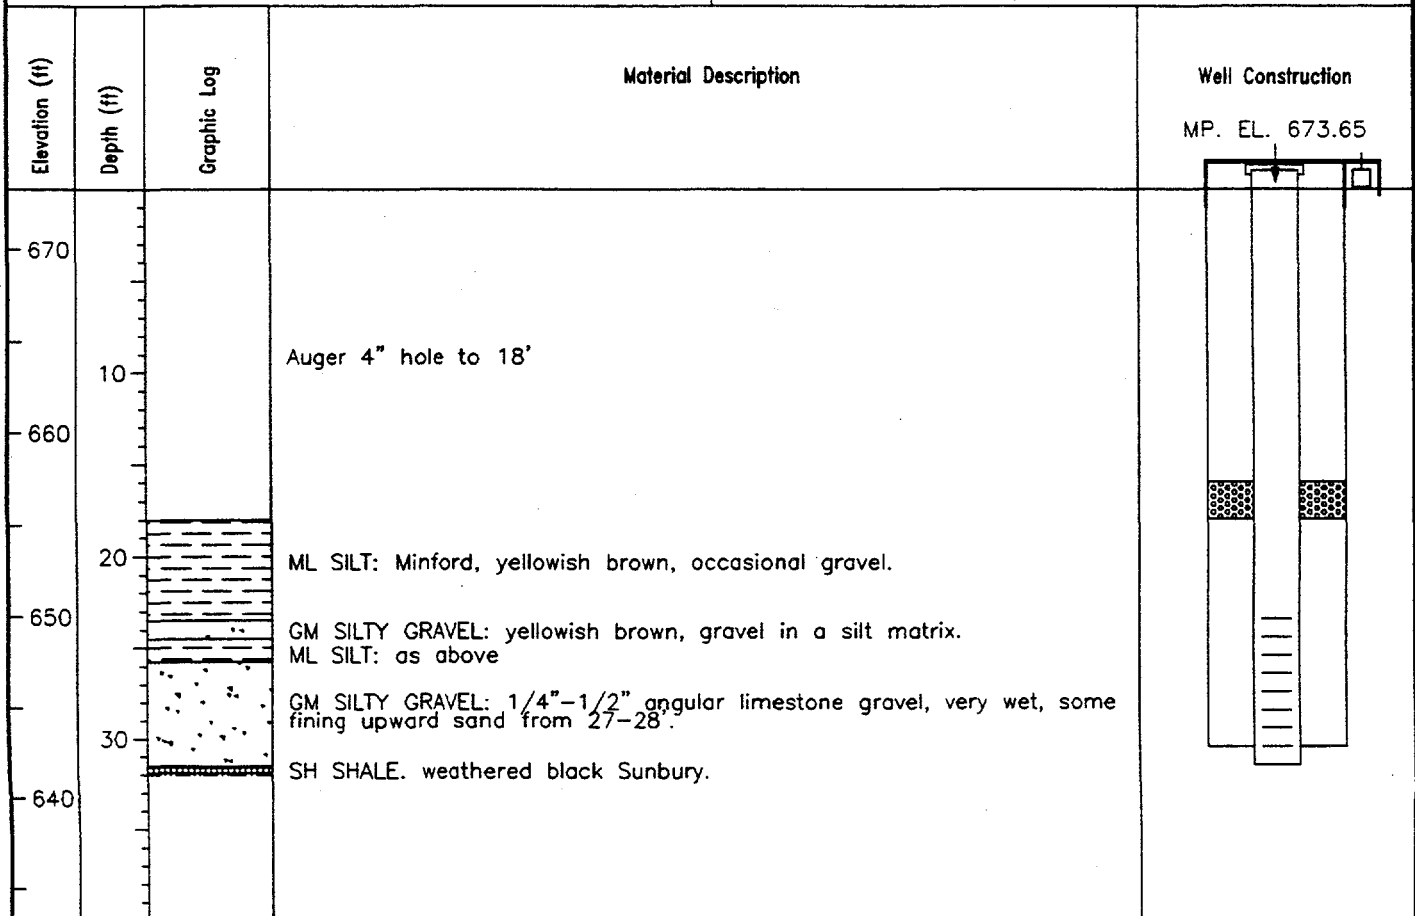 Elevation (ft)
Depth (ft)
Graphic Log
Material Description
Well Construction
MP. EL. 673.65
670
Auger 4" hole to 18'
10
660
20
ML SILT: Minford, yellowish brown, occasional gravel.
650
GM SILTY GRAVEL: yellowish brown, gravel in a silt matrix.
ML SILT: as above
GM SILTY GRAVEL: 1/4"-1/2" angular limestone gravel, very wet, some
fining upward sand from 27-28'.
30
SH SHALE. weathered black Sunbury.
640